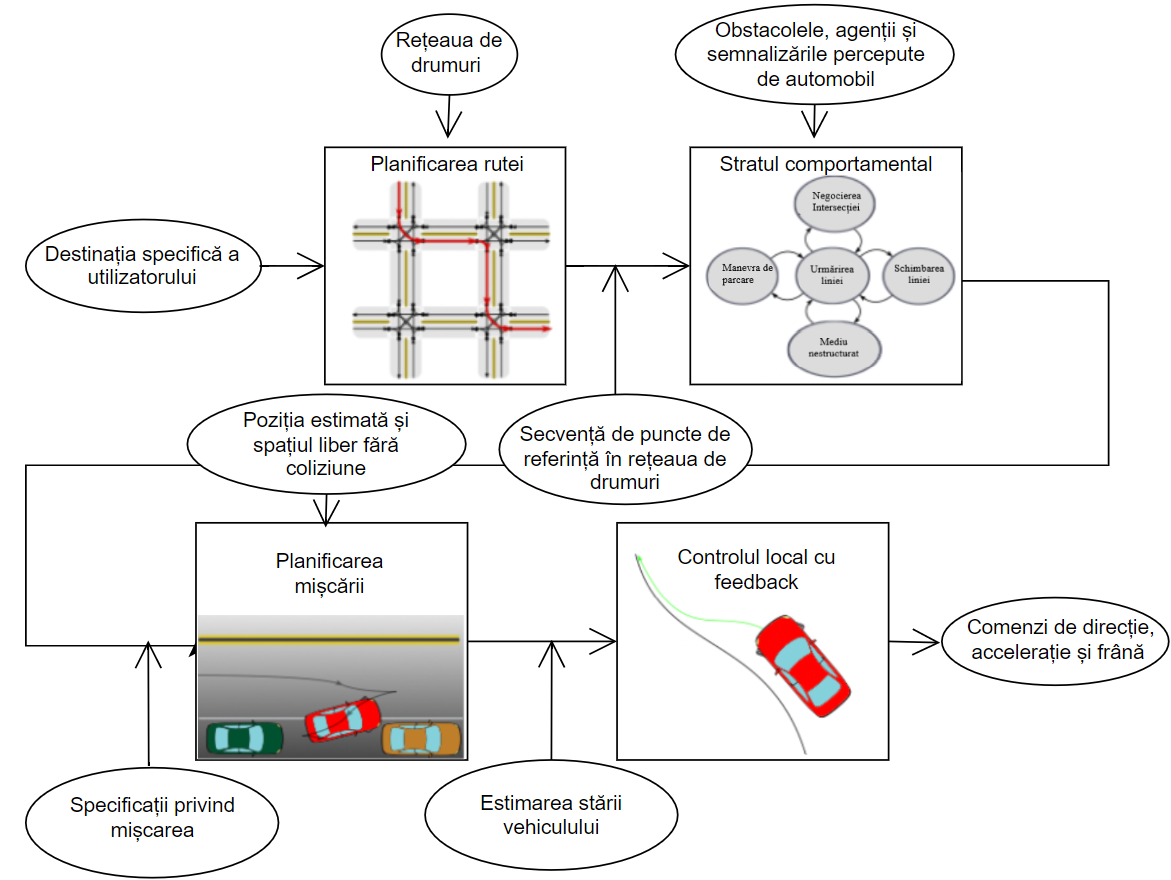 Rețeaua de
drumuri
Obstacolele, agenții și
semnalizările percepute
de automobil
Planificarea rutei
Stratul comportamental
Negocierea
Intersecției
Destinația specifică a
utilizatorului
Manevra de
parcare
Urmărirea
liniei
Schimbarea
liniei
Mediu
nestructurat
Poziția estimată și
spațiul liber fără
coliziune
Secvență de puncte de
referință în rețeaua de
drumuri
Planificarea
mișcării
Controlul local cu
feedback
Comenzi de direcție,
accelerație și frână
Specificații privind
mișcarea
Estimarea stării
vehiculului